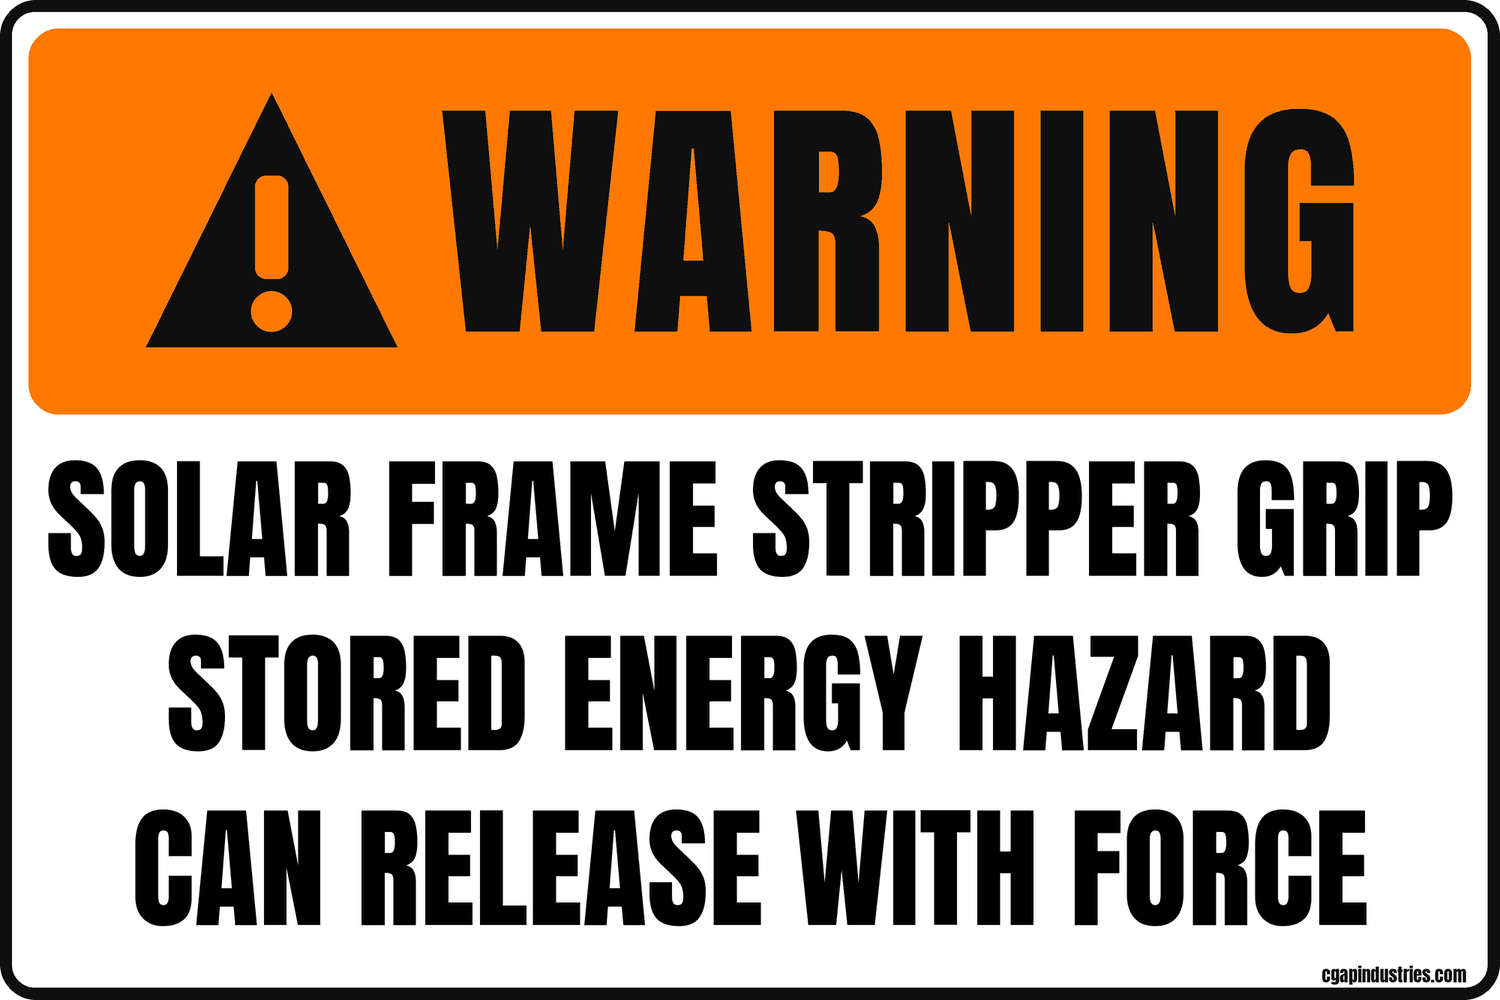 WARNING
SOLAR FRAME STRIPPER GRIP
STORED ENERGY HAZARD
CAN RELEASE WITH FORCE
cgapindustries.com